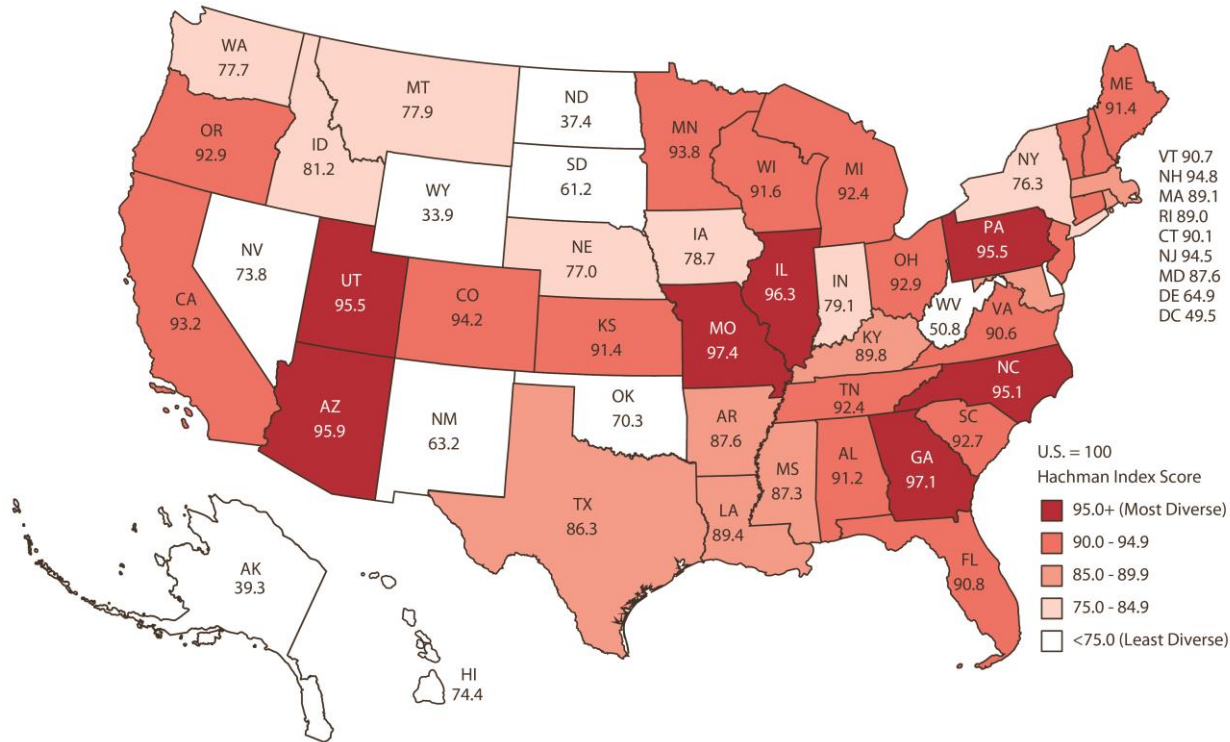 WA
77.7
MT
77.9
ND
37.4
MN
93.8
ME
91.4
OR
92.9
ID
81.2
SD
61.2
WI
91.6
MI
92.4
NY
76.3
WY
33.9
NV
73.8
UT
95.5
NE
77.0
IA
78.7
PA
95.5
CA
93.2
CO
94.2
KS
91.4
MO
97.4
IL
96.3
IN
79.1
OH
92.9
WV
50.8
VA
90.6
KY
89.8
AZ
95.9
NM
63.2
OK
70.3
AR
87.6
TN
92.4
NC
95.1
SC
92.7
TX
86.3
LA
89.4
MS
87.3
AL
91.2
GA
97.1
FL
90.8
AK
39.3
HI
74.4
VT 90.7
NH 94.8
MA 89.1
RI 89.0
CT 90.1
NJ 94.5
MD 87.6
DE 64.9
DC 49.5
U.S. = 100
Hachman Index Score
95.0+ (Most Diverse)
90.0 - 94.9
85.0 - 89.9
75.0 - 84.9
<75.0 (Least Diverse)